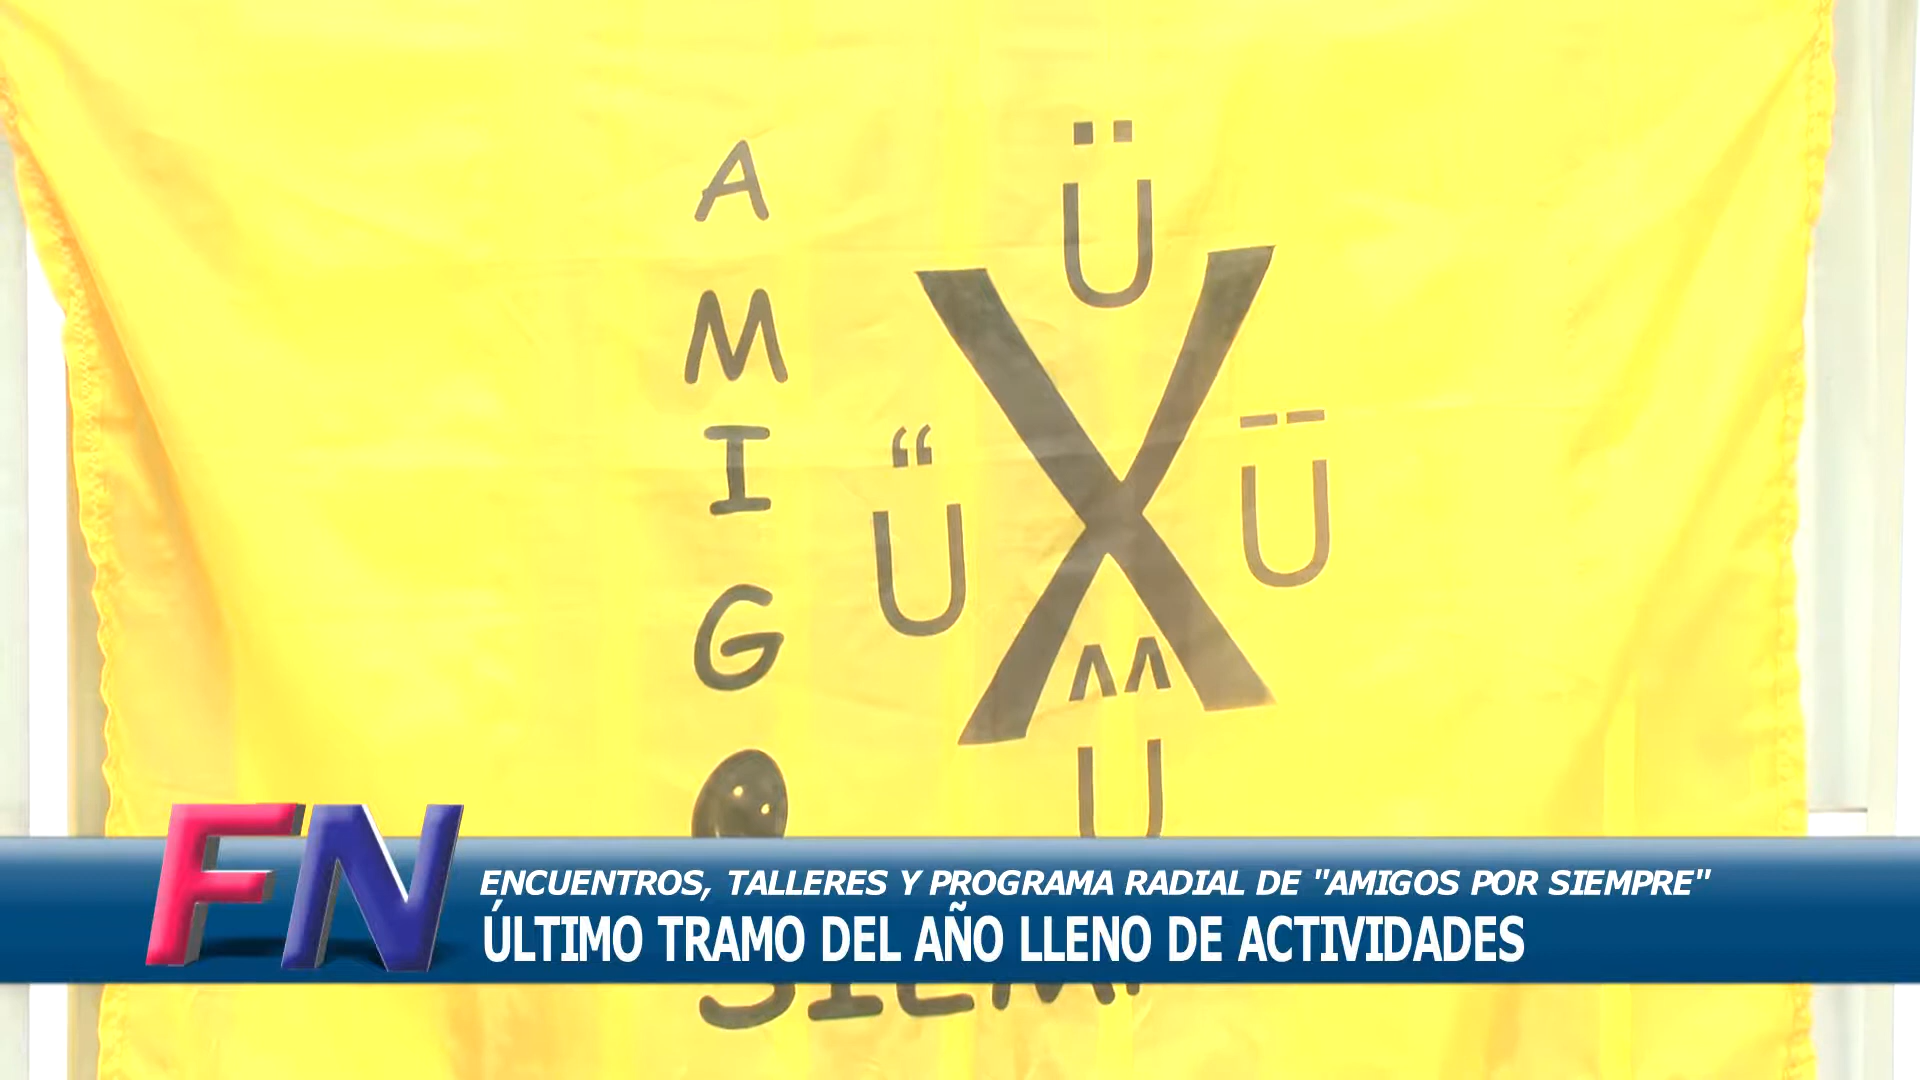 A
M
I
G
X
Ü
Ü
Ü
Ü
FN
ENCUENTROS, TALLERES Y PROGRAMA RADIAL DE "AMIGOS POR SIEMPRE"
ÚLTIMO TRAMO DEL AÑO LLENO DE ACTIVIDADES